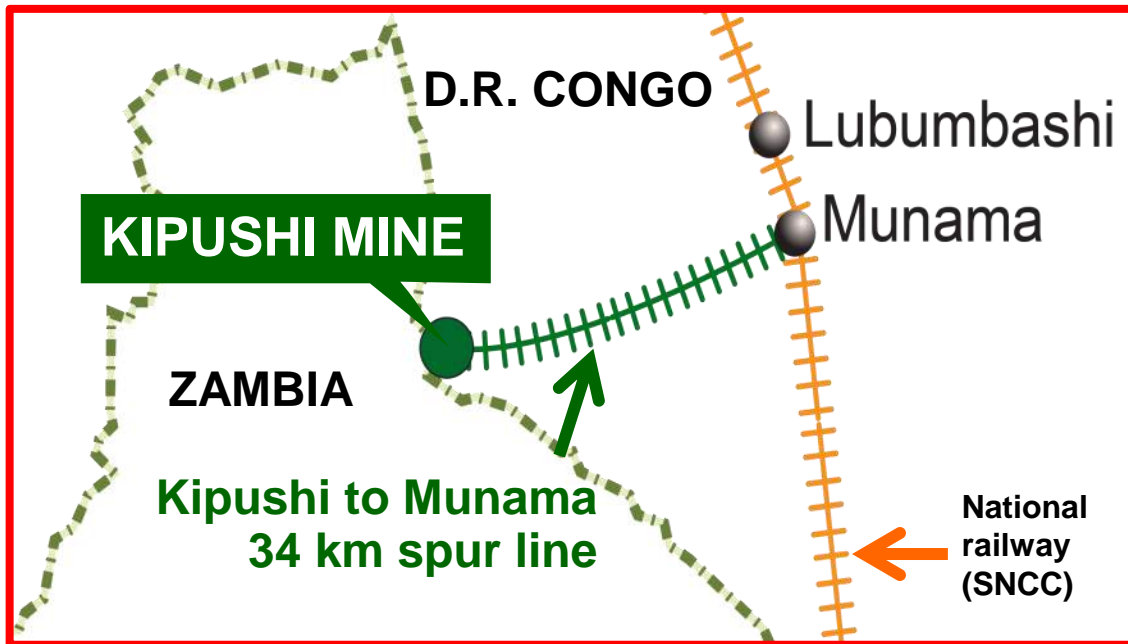 D.R. CONGO
Lubumbashi
Munama
KIPUSHI MINE
ZAMBIA
Kipushi to Munama
34 km spur line
National
railway
(SNCC)